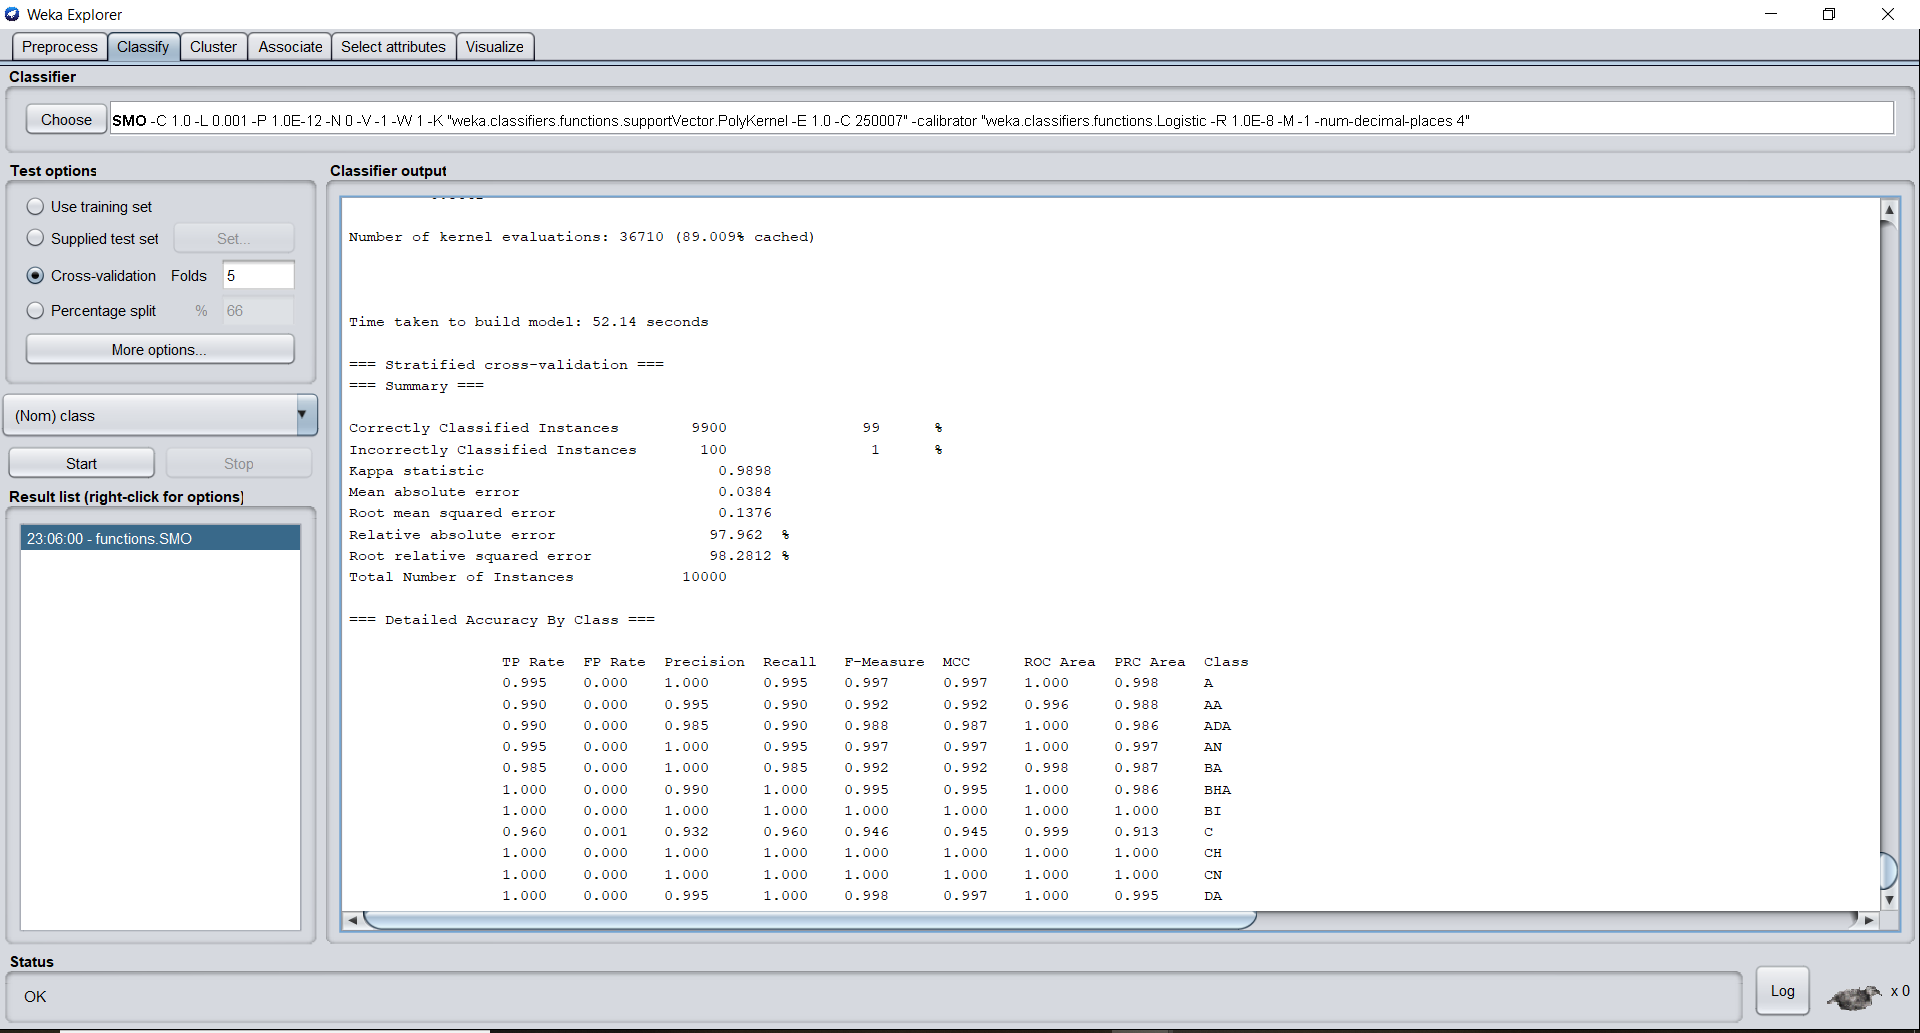 Weka Explorer
Preprocess Classify Cluster Associate Select attributes Visualize
Classifier
Choose SMO -C 1.0 -L 0.001 -P 1.0E-12 -N 0 -V -1 -W 1 -K "weka.classifiers.functions.supportVector.PolyKernel -E 1.0 -C 250007" -calibrator "weka.classifiers.functions.Logistic -R 1.0E-8 -M -1 -num-decimal-places 4"
Test options
Use training set
Supplied test set Set...
Cross-validation Folds 5
Percentage split % 66
More options...
(Nom) class
Start Stop
Result list (right-click for options)
23:06:00 - functions.SMO
Classifier output
Number of kernel evaluations: 36710 (89.009% cached)
Time taken to build model: 52.14 seconds
=== Stratified cross-validation ===
=== Summary ===
Correctly Classified Instances 9900 99 %
Incorrectly Classified Instances 100 1 %
Kappa statistic 0.9898
Mean absolute error 0.0384
Root mean squared error 0.1376
Relative absolute error 97.962 %
Root relative squared error 98.2812 %
Total Number of Instances 10000
=== Detailed Accuracy By Class ===
TP Rate FP Rate Precision Recall F-Measure MCC ROC Area PRC Area Class
0.995 0.000 1.000 0.995 0.997 0.997 1.000 0.998 A
0.990 0.000 0.995 0.990 0.992 0.992 0.996 0.988 AA
0.990 0.000 0.985 0.990 0.988 0.987 1.000 0.986 ADA
0.995 0.000 1.000 0.995 0.997 0.997 1.000 0.997 AN
0.985 0.000 1.000 0.985 0.992 0.992 0.998 0.987 BA
1.000 0.000 0.990 1.000 0.995 0.995 1.000 0.986 BHA
1.000 0.000 1.000 1.000 1.000 1.000 1.000 1.000 BI
0.960 0.001 0.932 0.960 0.946 0.945 0.999 0.913 C
1.000 0.000 1.000 1.000 1.000 1.000 1.000 1.000 CH
1.000 0.000 1.000 1.000 1.000 1.000 1.000 1.000 CN
1.000 0.000 0.995 1.000 0.998 0.997 1.000 0.995 DA
Status
OK
Log x 0